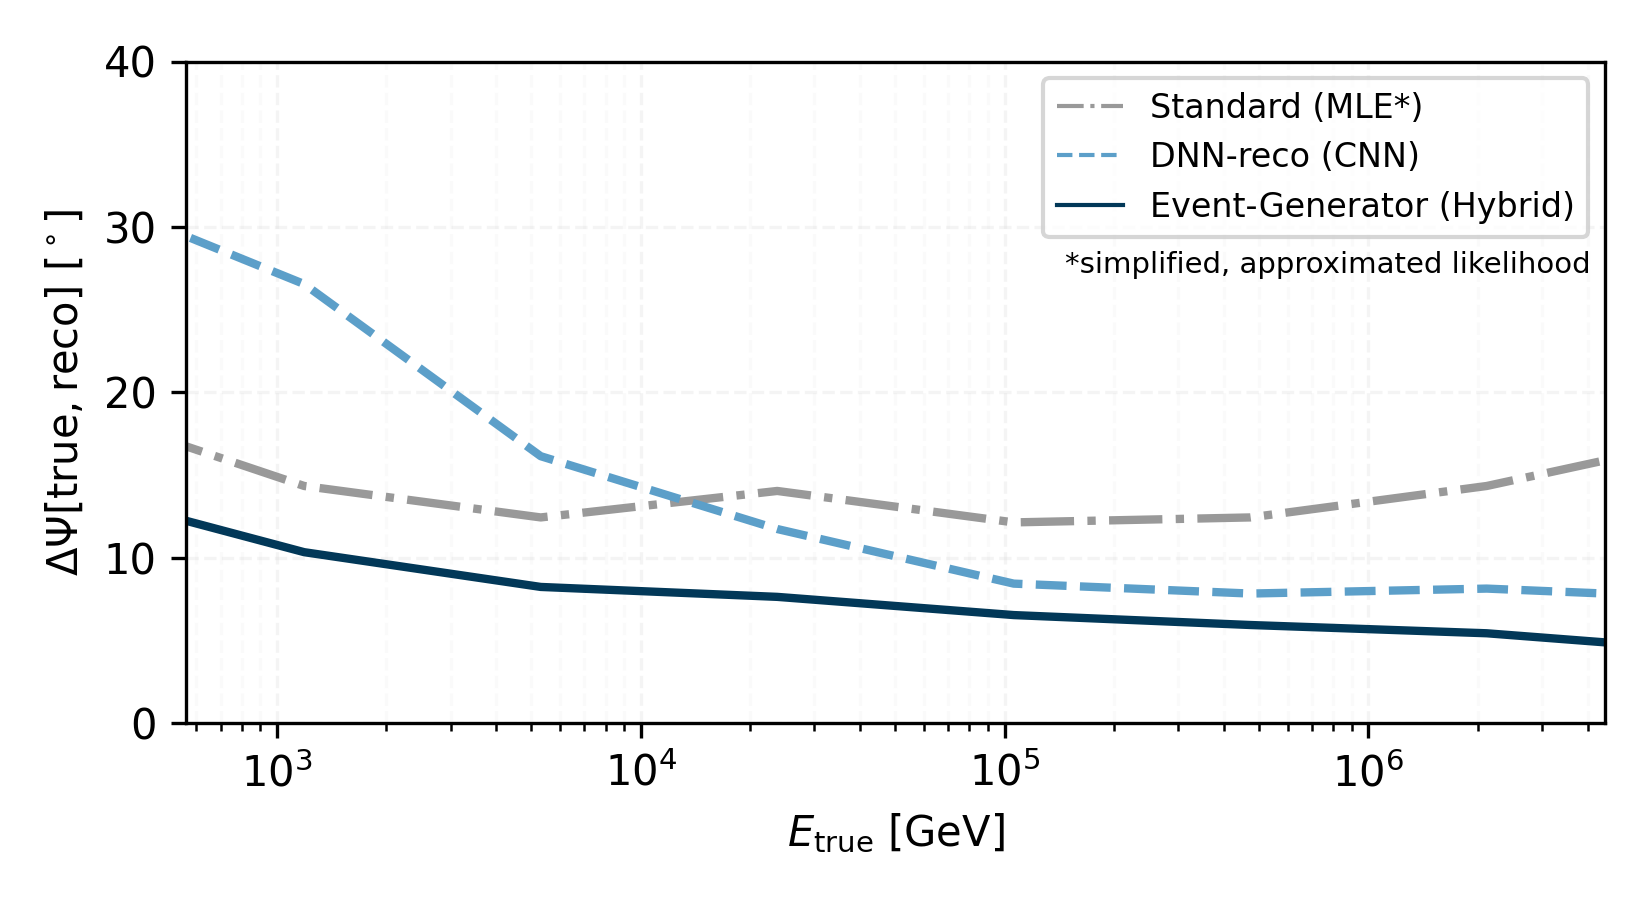 40
30
20
10
0
ΔΨ[true, reco] [°]
Standard (MLE*)
DNN-reco (CNN)
Event-Generator (Hybrid)
*simplified, approximated likelihood
10³ 10⁴ 10⁵ 10⁶
E_true [GeV]